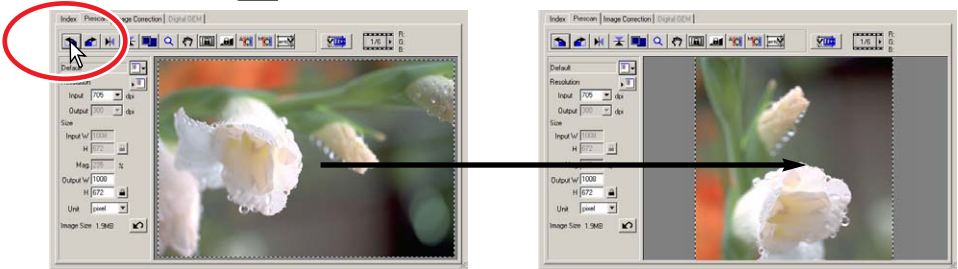 Index Prescan Image Correction Digital GEM
1/6
R:
G:
B:
Default
Resolution
Input 705 dpi
Output 300 dpi
Size
Input W 1008
H 672
Mag. 235 %
Output W 1008
H 672
Unit pixel
Image Size 1.9MB
Index Prescan Image Correction Digital GEM
1/6
R:
G:
B:
Default
Resolution
Input 705 dpi
Output 300 dpi
Size
Input W 1008
H 672
Output W 1008
H 672
Unit pixel
Image Size 1.9MB